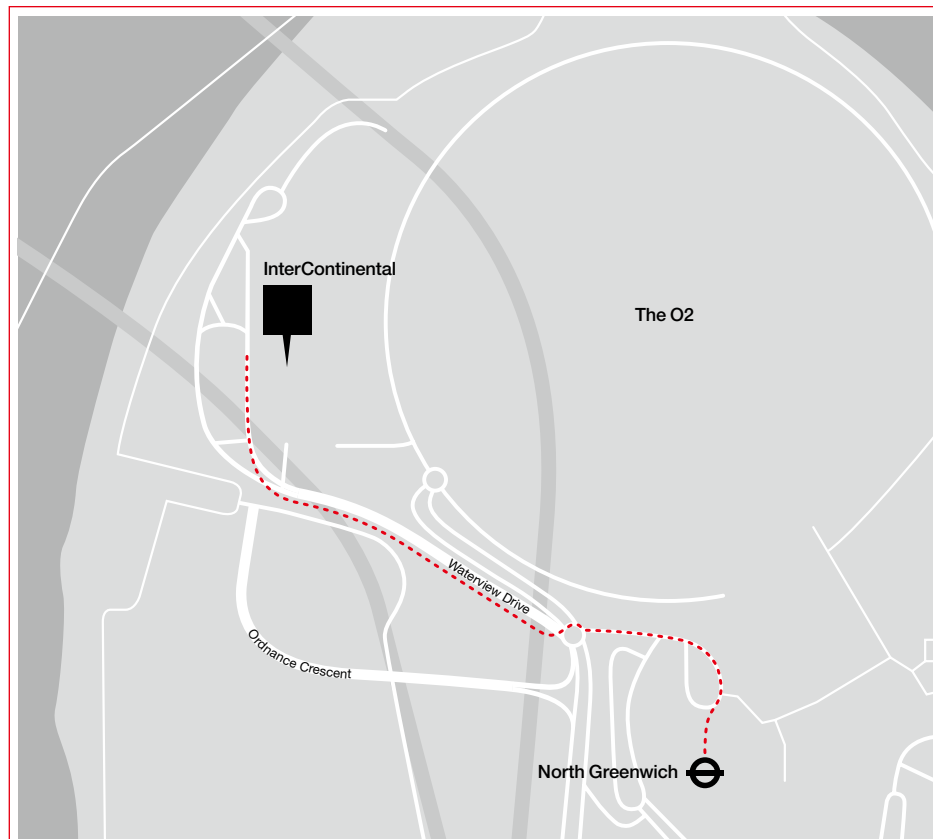 InterContinental
The O2
Waterview Drive
Ordnance Crescent
North Greenwich